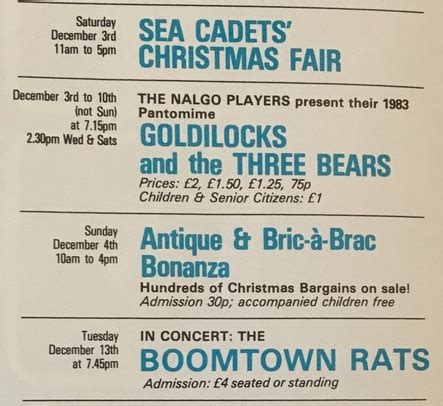 Saturday
December 3rd
11am to 5pm
SEA CADETS'
CHRISTMAS FAIR
December 3rd to 10th
(not Sun)
at 7.15pm
2.30pm Wed & Sats
THE NALGO PLAYERS present their 1983
Pantomime
GOLDILOCKS
and the THREE BEARS
Prices: £2, £1.50, £1.25, 75p
Children & Senior Citizens: £1
Sunday
December 4th
10am to 4pm
Antique & Bric-à-Brac
Bonanza
Hundreds of Christmas Bargains on sale!
Admission 30p; accompanied children free
Tuesday
December 13th
at 7.45pm
IN CONCERT: THE
BOOMTOWN RATS
Admission: £4 seated or standing